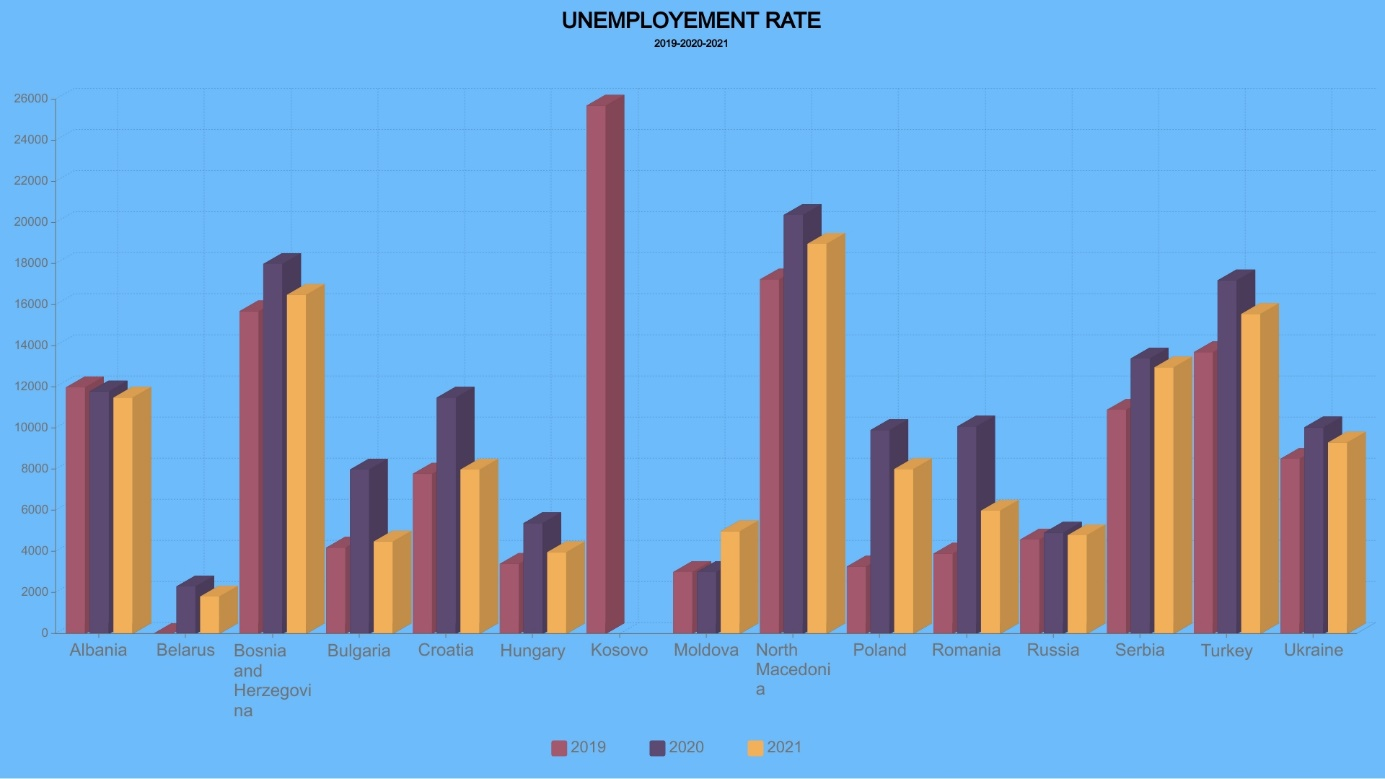 UNEMPLOYEMENT RATE
2019-2020-2021
26000
24000
22000
20000
18000
16000
14000
12000
10000
8000
6000
4000
2000
0
Albania
Belarus
Bosnia
and
Herzegovi
na
Bulgaria
Croatia
Hungary
Kosovo
Moldova
North
Macedoni
a
Poland
Romania
Russia
Serbia
Turkey
Ukraine
2019
2020
2021